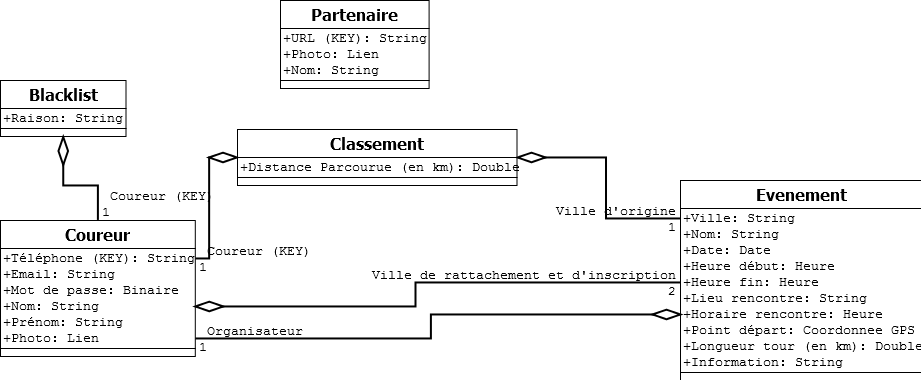 Partenaire
+URL (KEY): String
+Photo: Lien
+Nom: String
Blacklist
+Raison: String
Classement
+Distance Parcourue (en km): Double
Coureur (KEY)
1
Ville d'origine
1
Evenement
+Ville: String
+Nom: String
+Date: Date
+Heure début: Heure
+Heure fin: Heure
+Lieu rencontre: String
+Horaire rencontre: Heure
+Point départ: Coordonnee GPS
+Longueur tour (en km): Double
+Information: String
Coureur
+Téléphone (KEY): String
+Email: String
+Mot de passe: Binaire
+Nom: String
+Prénom: String
+Photo: Lien
Coureur (KEY)
1
Ville de rattachement et d'inscription
2
Organisateur
1